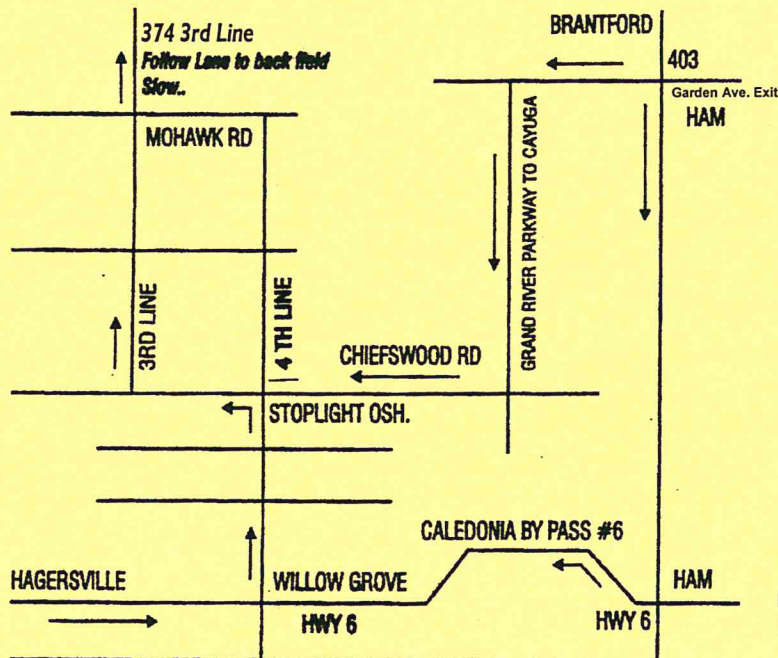 374 3rd Line
Follow Lane to back field
Slow..
BRANTFORD
403
Garden Ave. Exit
HAM
MOHAWK RD
GRAND RIVER PARKWAY TO CAYUGA
3RD LINE
4 TH LINE
CHIEFSWOOD RD
STOPLIGHT OSH.
CALEDONIA BY PASS #6
HAGERSVILLE
WILLOW GROVE
HAM
HWY 6
HWY 6